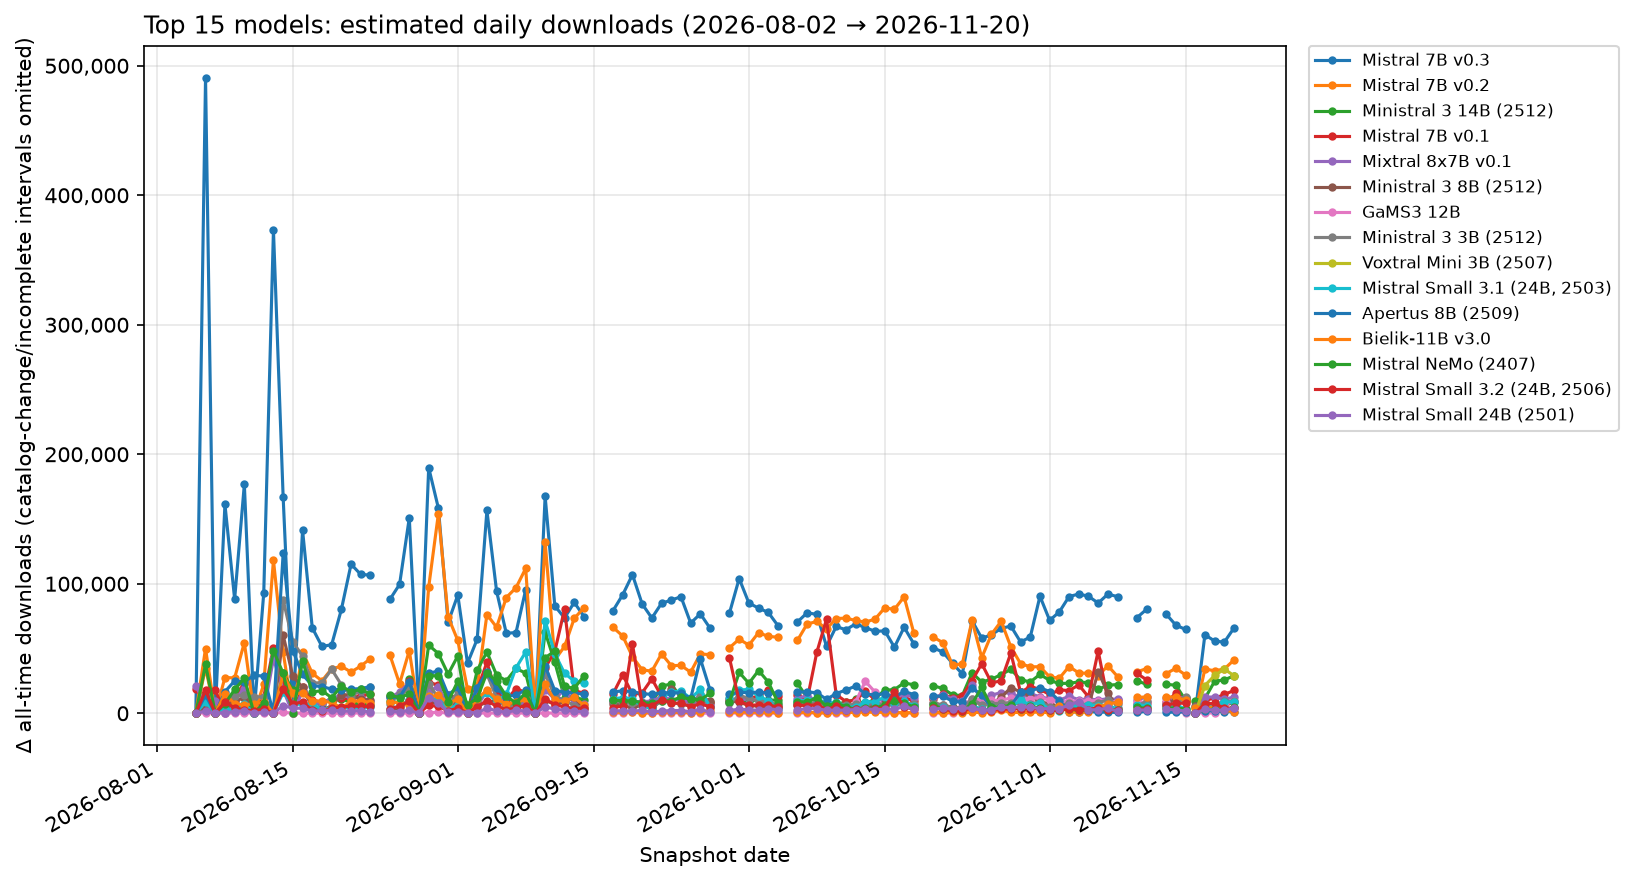 Top 15 models: estimated daily downloads (2026-08-02 → 2026-11-20)
Δ all-time downloads (catalog-change/incomplete intervals omitted)
500,000
400,000
300,000
200,000
100,000
0
2026-08-01
2026-08-15
2026-09-01
2026-09-15
2026-10-01
2026-10-15
2026-11-01
2026-11-15
Snapshot date
Mistral 7B v0.3
Mistral 7B v0.2
Ministral 3 14B (2512)
Mistral 7B v0.1
Mixtral 8x7B v0.1
Ministral 3 8B (2512)
GaMS3 12B
Ministral 3 3B (2512)
Voxtral Mini 3B (2507)
Mistral Small 3.1 (24B, 2503)
Apertus 8B (2509)
Bielik-11B v3.0
Mistral NeMo (2407)
Mistral Small 3.2 (24B, 2506)
Mistral Small 24B (2501)